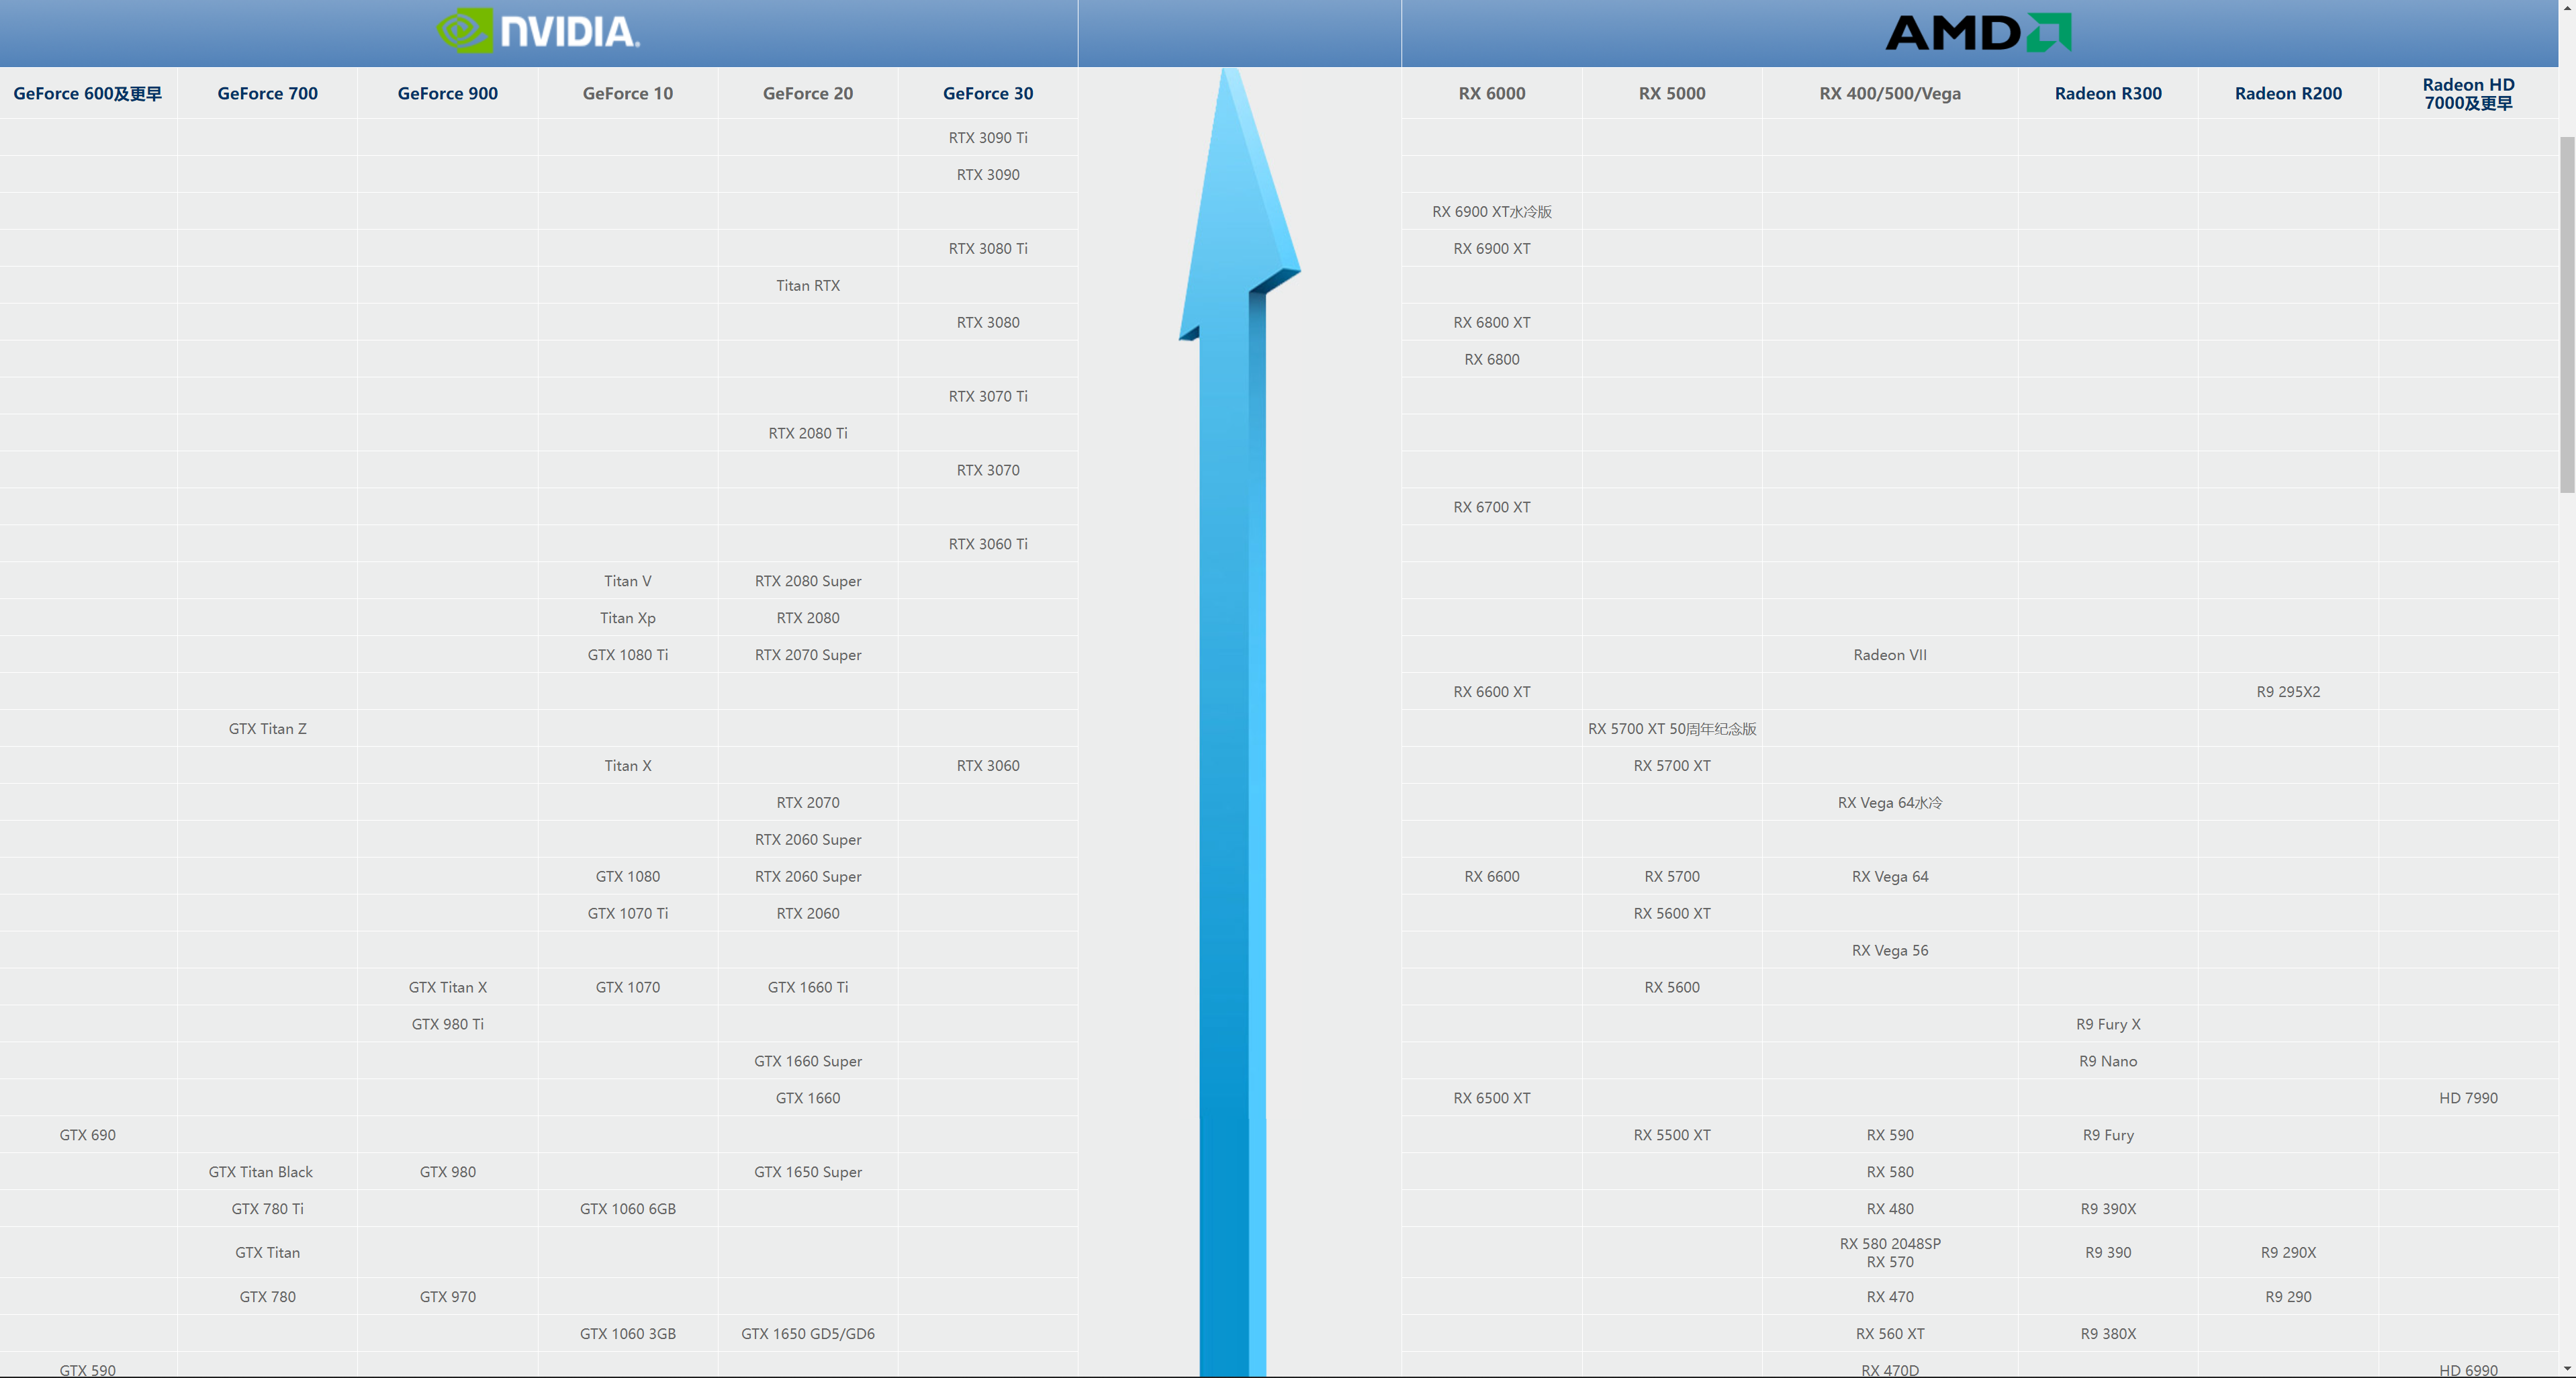 NVIDIA. AMD
GeForce 600及更早 GeForce 700 GeForce 900 GeForce 10 GeForce 20 GeForce 30 RX 6000 RX 5000 RX 400/500/Vega Radeon R300 Radeon R200 Radeon HD
7000及更早
RTX 3090 Ti
RTX 3090
RX 6900 XT水冷版
RTX 3080 Ti RX 6900 XT
Titan RTX
RTX 3080 RX 6800 XT
RX 6800
RTX 3070 Ti
RTX 2080 Ti
RTX 3070
RX 6700 XT
RTX 3060 Ti
Titan V RTX 2080 Super
Titan Xp RTX 2080
GTX 1080 Ti RTX 2070 Super Radeon VII
RX 6600 XT R9 295X2
GTX Titan Z RX 5700 XT 50周年纪念版
Titan X RTX 3060 RX 5700 XT
RTX 2070 RX Vega 64水冷
RTX 2060 Super
GTX 1080 RTX 2060 Super RX 6600 RX 5700 RX Vega 64
GTX 1070 Ti RTX 2060 RX 5600 XT
RX Vega 56
GTX Titan X GTX 1070 GTX 1660 Ti RX 5600
GTX 980 Ti R9 Fury X
GTX 1660 Super R9 Nano
GTX 1660 RX 6500 XT HD 7990
GTX 690 RX 5500 XT RX 590 R9 Fury
GTX Titan Black GTX 980 GTX 1650 Super RX 580
GTX 780 Ti GTX 1060 6GB RX 480 R9 390X
GTX Titan RX 580 2048SP R9 390 R9 290X
RX 570
GTX 780 GTX 970 RX 470 R9 290
GTX 1060 3GB GTX 1650 GD5/GD6 RX 560 XT R9 380X
GTX 590 RX 470D HD 6990